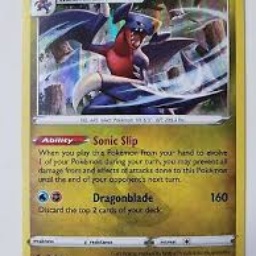 Ability Sonic Slip
When you play this Pokémon from your hand to evolve
1 of your Pokémon during your turn, you may prevent all
damage from and effects of attacks done to this Pokémon
until the end of your opponent's next turn.
Dragonblade 160
Discard the top 2 cards of your deck.
weakness resistance retreat